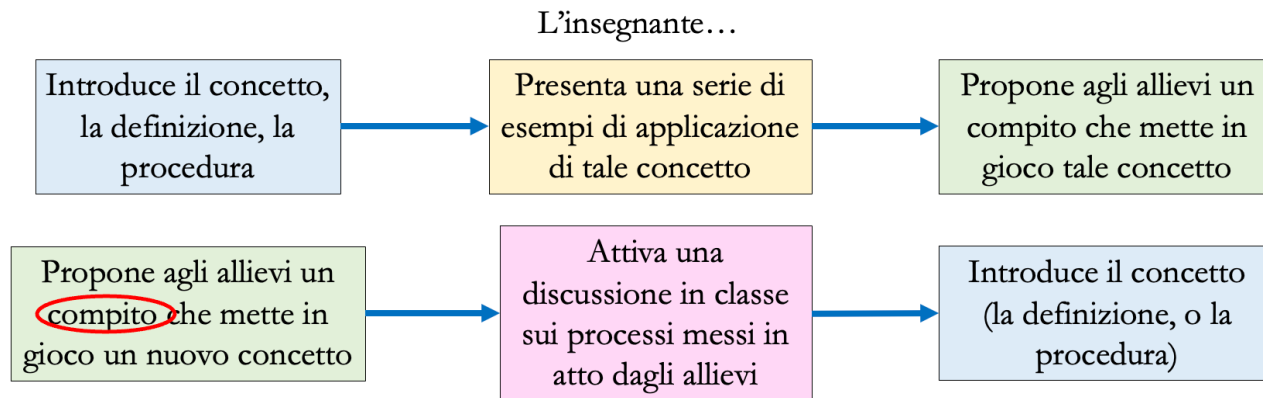 L'insegnante…
Introduce il concetto,
la definizione, la
procedura
Presenta una serie di
esempi di applicazione
di tale concetto
Propone agli allievi un
compito che mette in
gioco tale concetto
Propone agli allievi un
compito che mette in
gioco un nuovo concetto
Attiva una
discussione in classe
sui processi messi in
atto dagli allievi
Introduce il concetto
(la definizione, o la
procedura)